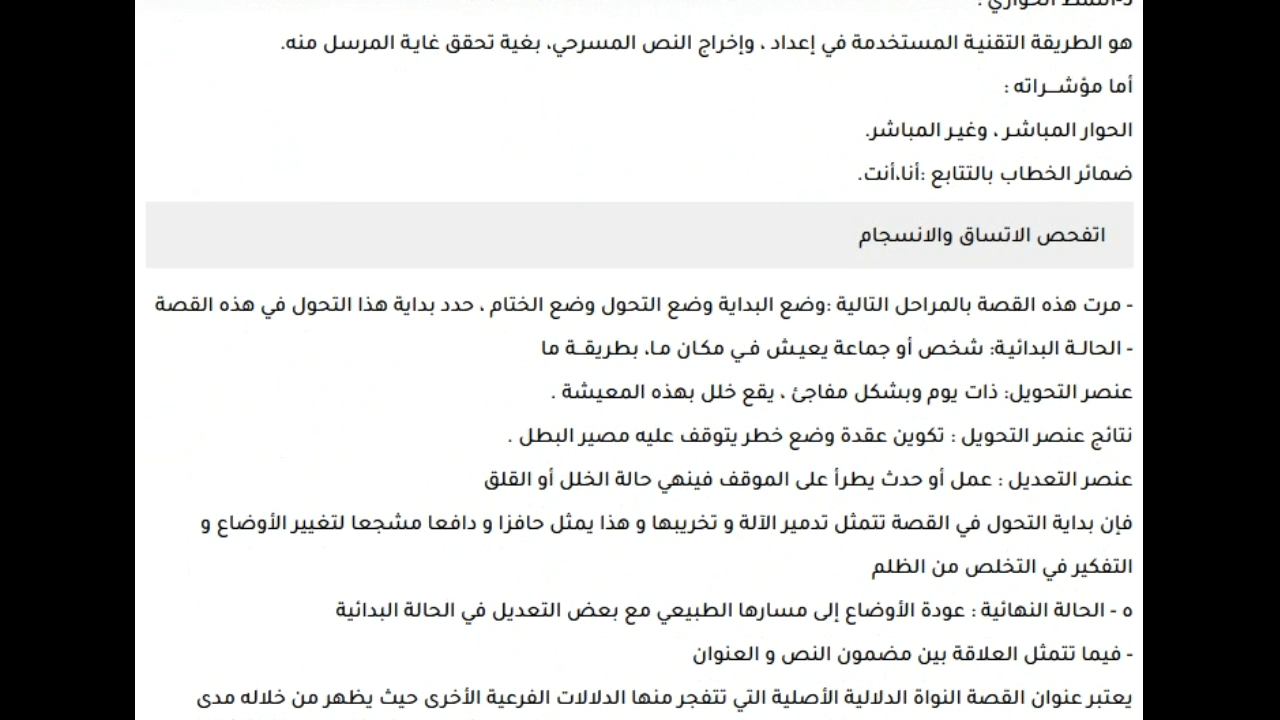 هو الطريقة التقنية المستخدمة في إعداد ، وإخراج النص المسرحي، بغية تحقق غاية المرسل منه.
أما مؤشــراته :
الحوار المباشر ، وغير المباشر.
ضمائر الخطاب بالتتابع :أنا،أنت.
اتفحص الاتساق والانسجام
- مرت هذه القصة بالمراحل التالية :وضع البداية وضع التحول وضع الختام ، حدد بداية هذا التحول في هذه القصة
- الحالـة البدائيـة: شخص أو جماعة يعيـش فـي مكـان مـا، بطريقــة ما
عنصر التحويل: ذات يوم وبشكل مفاجئ ، يقع خلل بهذه المعيشة .
نتائج عنصر التحويل : تكوين عقدة وضع خطر يتوقف عليه مصير البطل .
عنصر التعديل : عمل أو حدث يطرأ على الموقف فينهي حالة الخلل أو القلق
فإن بداية التحول في القصة تتمثل تدمير الآلة و تخريبها و هذا يمثل حافزا و دافعا مشجعا لتغيير الأوضاع و
التفكير في التخلص من الظلم
ه - الحالة النهائية : عودة الأوضاع إلى مسارها الطبيعي مع بعض التعديل في الحالة البدائية
- فيما تتمثل العلاقة بين مضمون النص و العنوان
يعتبر عنوان القصة النواة الدلالية الأصلية التي تتفجر منها الدلالات الفرعية الأخرى حيث يظهر من خلاله مدى